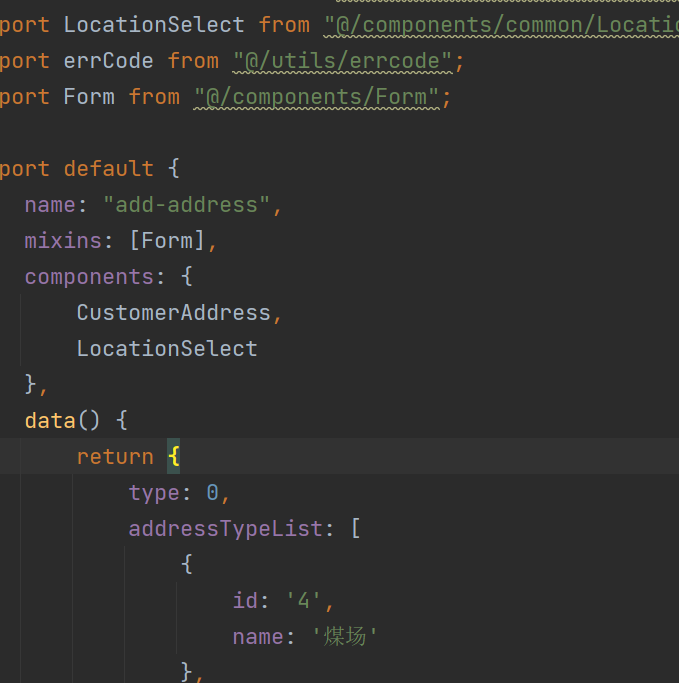 port LocationSelect from "@/components/common/Locatio
port errCode from "@/utils/errcode";
port Form from "@/components/Form";
port default {
name: "add-address",
mixins: [Form],
components: {
CustomerAddress,
LocationSelect
},
data() {
return {
type: 0,
addressTypeList: [
{
id: '4',
name: '煤场'
},